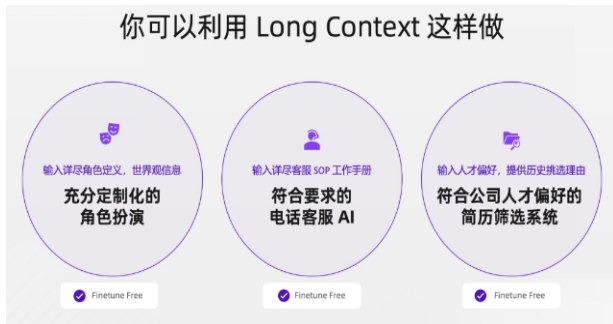 你可以利用 Long Context 这样做
输入详尽角色定义，世界观信息
充分定制化的
角色扮演
Finetune Free
输入详尽客服 SOP 工作手册
符合要求的
电话客服 AI
Finetune Free
输入人才偏好，提供历史挑选理由
符合公司人才偏好的
简历筛选系统
Finetune Free